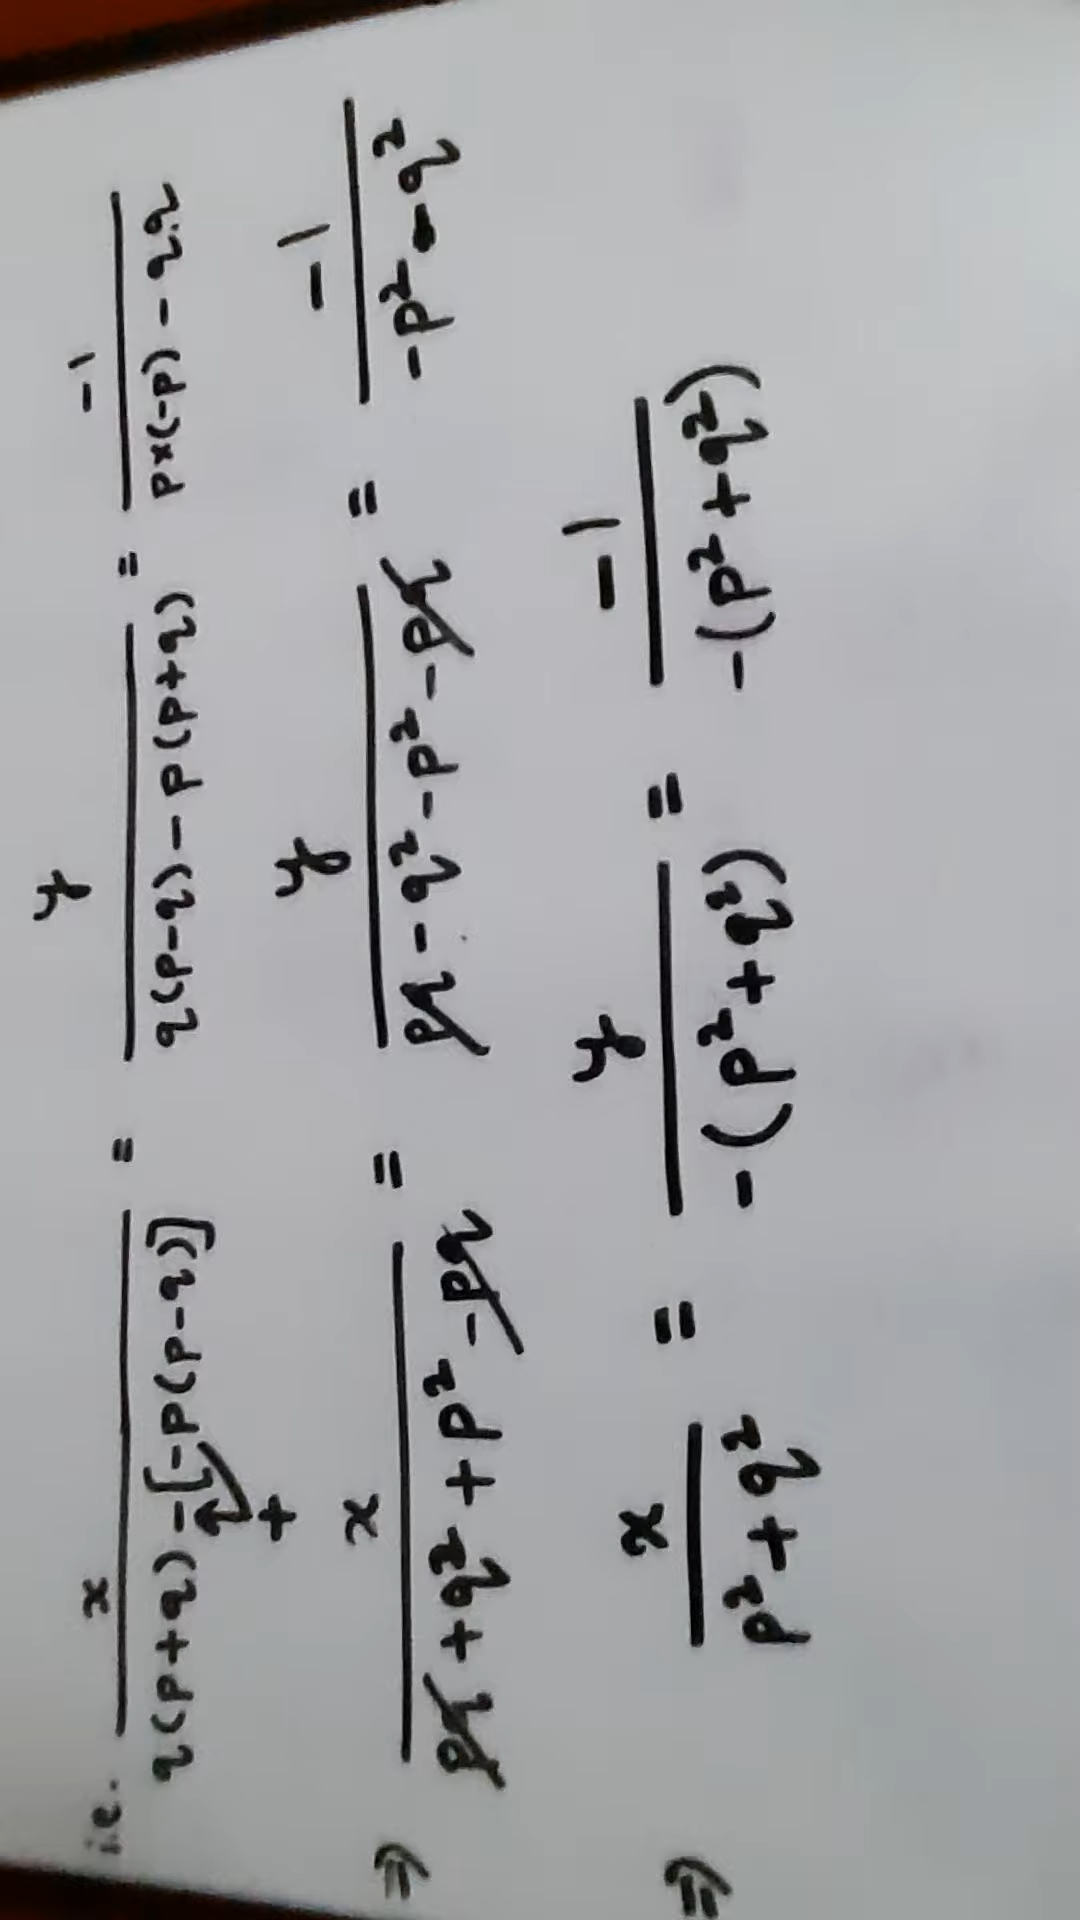 i.e. x / q(p+q) - [-p(p-q)] = y / q(p-q) - p(p+q) = -1 / p×(-p) - q.q
+
⇒ x / pq + q² + p² - pq = y / pq - q² - p² - pq = -1 / -p² - q²
⇒ x / p² + q² = y / -(p² + q²) = -1 / -(p² + q²)